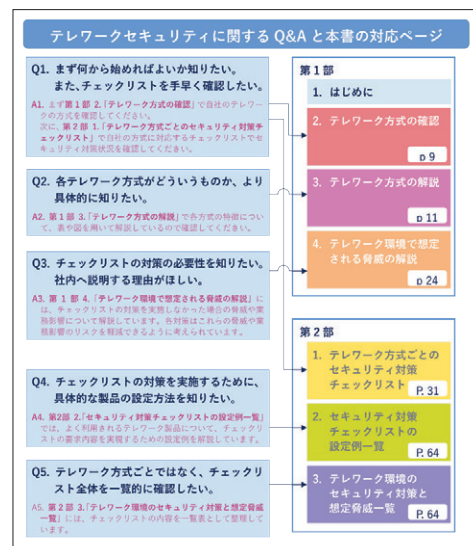 テレワークセキュリティに関する Q&A と本書の対応ページ
Q1. まず何から始めればよいか知りたい。
また、チェックリストを手早く確認したい。
A1. まず第1部 2.「テレワーク方式の確認」で自社のテレワー
クの方式を確認してください。
次に、第2部 1.「テレワーク方式ごとのセキュリティ対策チ
ェックリスト」で自社の方式に対応するチェックリストでセ
キュリティ対策状況を確認してください。
Q2. 各テレワーク方式がどういうものか、より
具体的に知りたい。
A2. 第1部 3.「テレワーク方式の解説」で各方式の特徴につい
て、表や図を用いて解説しているので確認してください。
Q3. チェックリストの対策の必要性を知りたい。
社内へ説明する理由がほしい。
A3. 第1部 4.「テレワーク環境で想定される脅威の解説」に
は、チェックリストの対策を実施しなかった場合の脅威や業
務影響について解説しています。各対策はこれらの脅威や業
務影響のリスクを軽減できるように考えられています。
Q4. チェックリストの対策を実施するために、
具体的な製品の設定方法を知りたい。
A4. 第2部 2.「セキュリティ対策チェックリストの設定例一覧」
では、よく利用されるテレワーク製品について、チェックリス
トの要求内容を実現するための設定例を解説しています。
Q5. テレワーク方式ごとではなく、チェックリ
スト全体を一覧的に確認したい。
A5. 第2部 3.「テレワーク環境のセキュリティ対策と想定脅威
一覧」には、チェックリストの内容を一覧表として整理してい
ます。
第1部
1. はじめに
2. テレワーク方式の確認
p 9
3. テレワーク方式の解説
p 11
4. テレワーク環境で想定
される脅威の解説
p 24
第2部
1. テレワーク方式ごとの
セキュリティ対策
チェックリスト
P. 31
2. セキュリティ対策
チェックリストの
設定例一覧
P. 64
3. テレワーク環境の
セキュリティ対策と
想定脅威一覧
P. 64